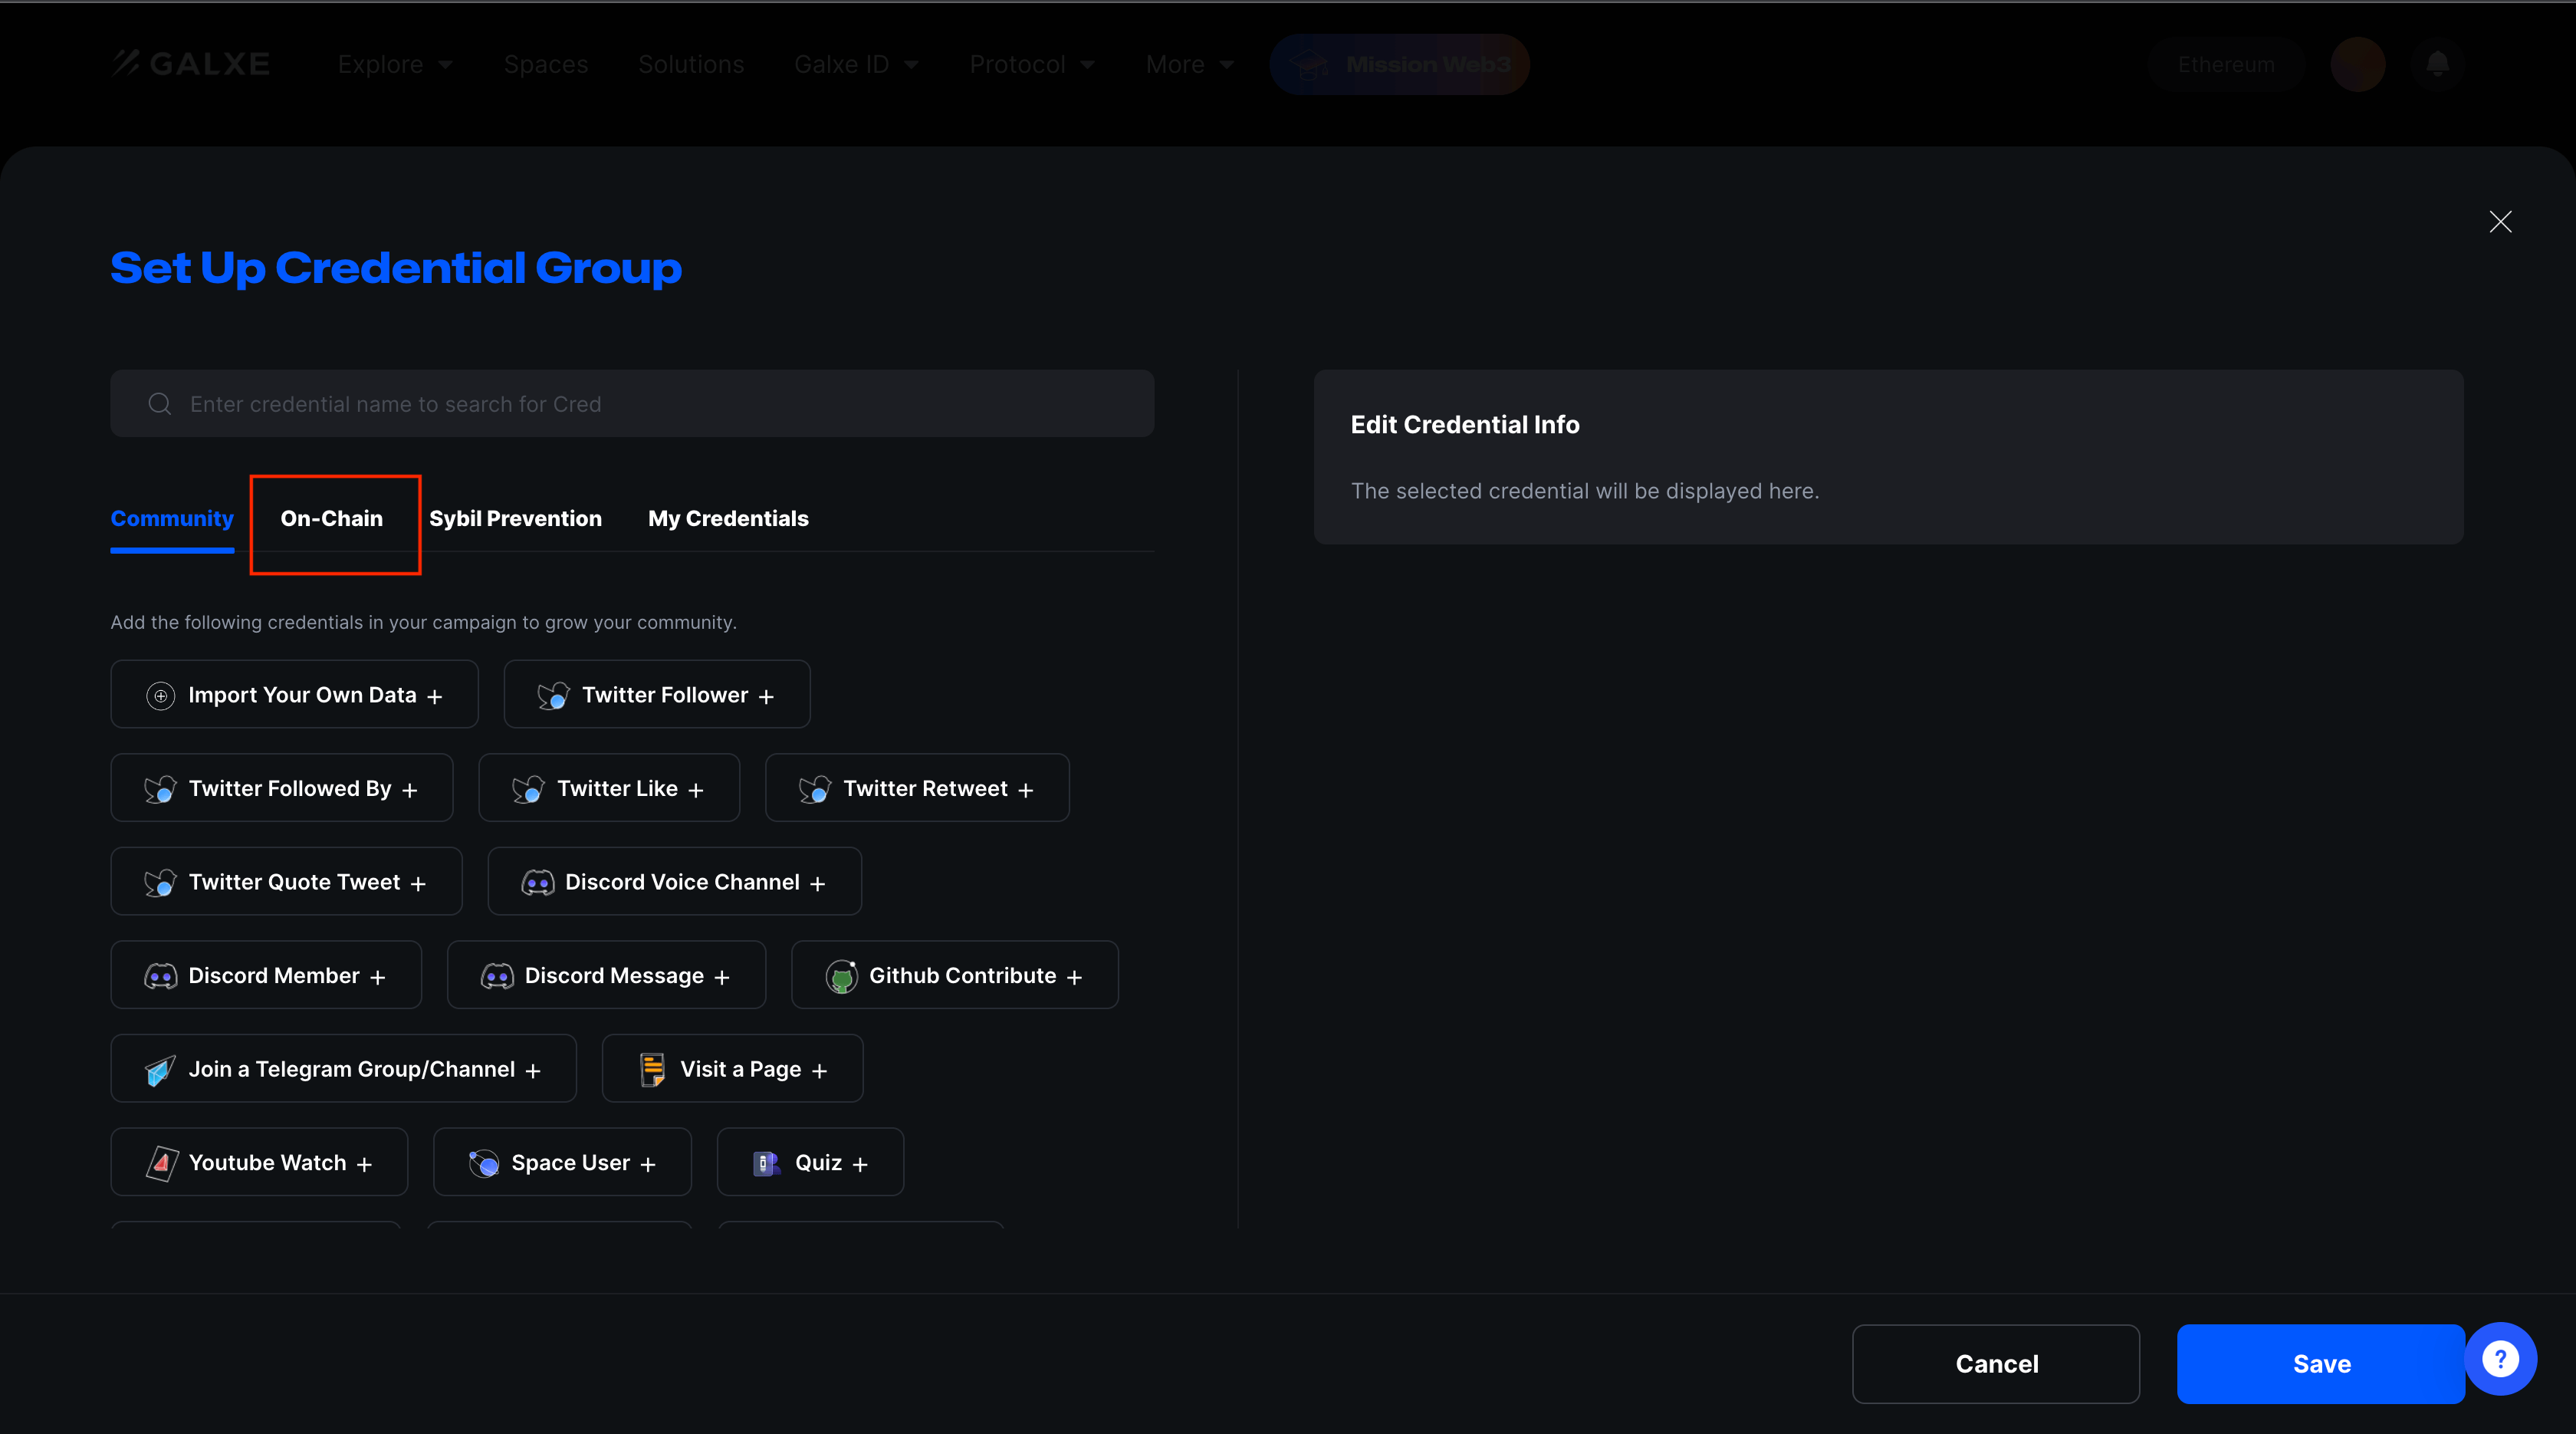 GALXE Explore Spaces Solutions Galxe ID Protocol More Mission Web3 Ethereum
Set Up Credential Group
Enter credential name to search for Cred
Edit Credential Info
The selected credential will be displayed here.
Community On-Chain Sybil Prevention My Credentials
Add the following credentials in your campaign to grow your community.
Import Your Own Data + Twitter Follower +
Twitter Followed By + Twitter Like + Twitter Retweet +
Twitter Quote Tweet + Discord Voice Channel +
Discord Member + Discord Message + Github Contribute +
Join a Telegram Group/Channel + Visit a Page +
Youtube Watch + Space User + Quiz +
Cancel Save ?